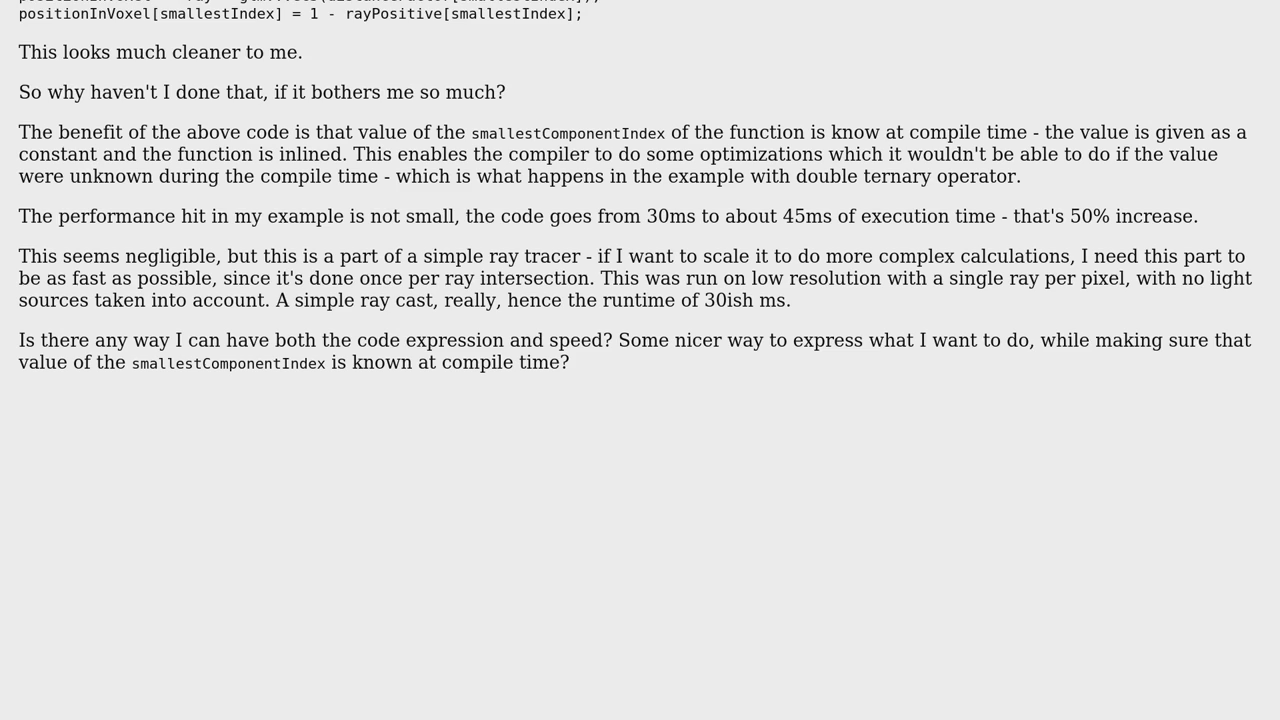 positionInVoxel[smallestIndex] = 1 - rayPositive[smallestIndex];
This looks much cleaner to me.
So why haven't I done that, if it bothers me so much?
The benefit of the above code is that value of the smallestComponentIndex of the function is know at compile time - the value is given as a
constant and the function is inlined. This enables the compiler to do some optimizations which it wouldn't be able to do if the value
were unknown during the compile time - which is what happens in the example with double ternary operator.
The performance hit in my example is not small, the code goes from 30ms to about 45ms of execution time - that's 50% increase.
This seems negligible, but this is a part of a simple ray tracer - if I want to scale it to do more complex calculations, I need this part to
be as fast as possible, since it's done once per ray intersection. This was run on low resolution with a single ray per pixel, with no light
sources taken into account. A simple ray cast, really, hence the runtime of 30ish ms.
Is there any way I can have both the code expression and speed? Some nicer way to express what I want to do, while making sure that
value of the smallestComponentIndex is known at compile time?